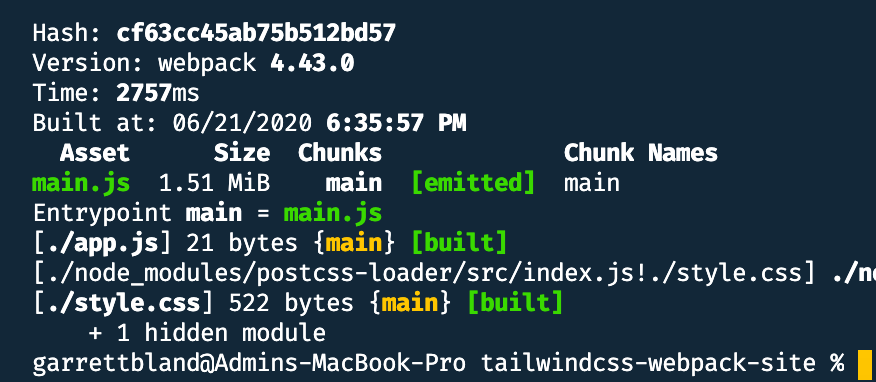 Hash: cf63cc45ab75b512bd57
Version: webpack 4.43.0
Time: 2757ms
Built at: 06/21/2020 6:35:57 PM
Asset Size Chunks Chunk Names
main.js 1.51 MiB main [emitted] main
Entrypoint main = main.js
[./app.js] 21 bytes {main} [built]
[./node_modules/postcss-loader/src/index.js!./style.css] ./n
[./style.css] 522 bytes {main} [built]
+ 1 hidden module
garrettbland@Admins-MacBook-Pro tailwindcss-webpack-site %